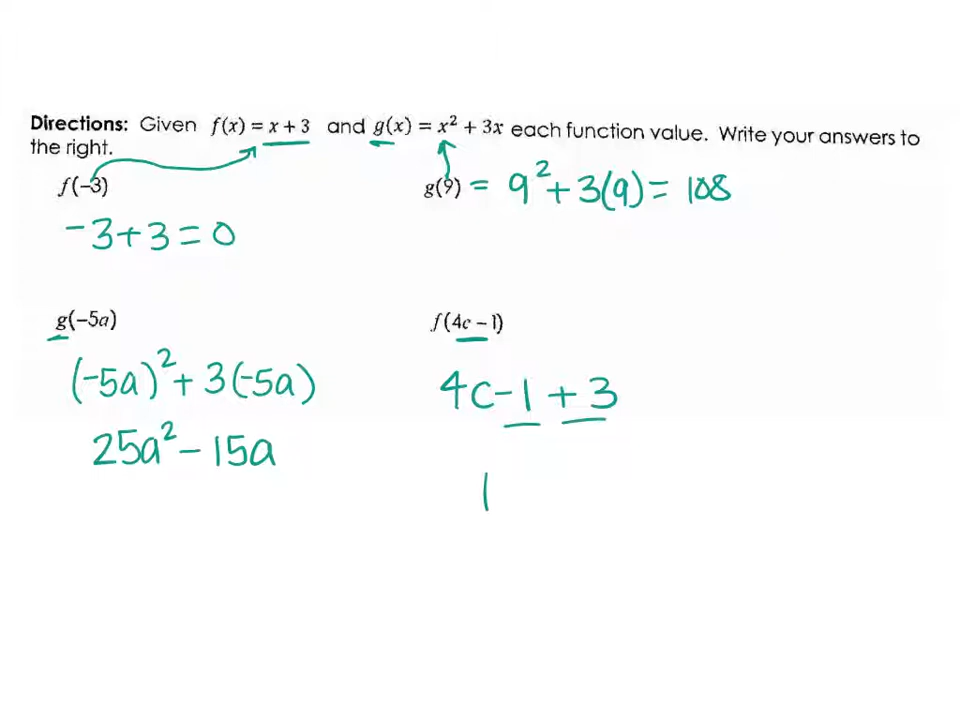 Directions: Given f(x) = x + 3 and g(x) = x² + 3x each function value. Write your answers to
the right.
f(−3)
-3+3=0
g(9) = 9² + 3(9) = 108
g(−5a)
(-5a)² + 3(-5a)
25a² - 15a
f(4c − 1)
4c-1 + 3